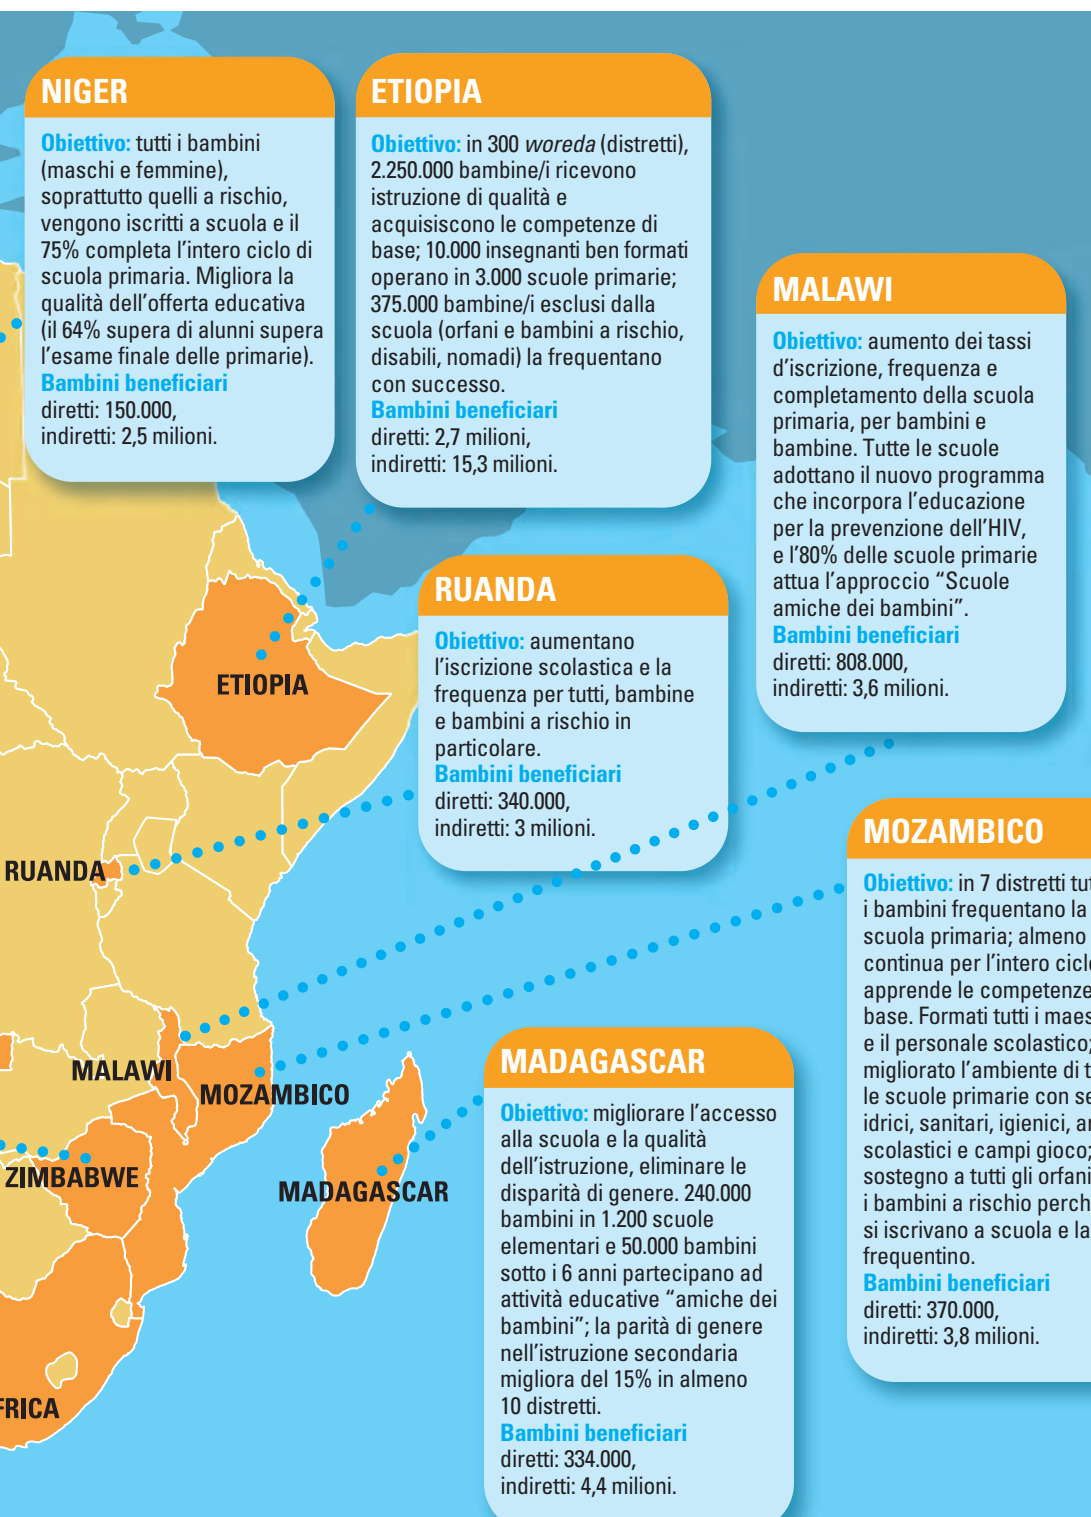 NIGER
Obiettivo: tutti i bambini
(maschi e femmine),
soprattutto quelli a rischio,
vengono iscritti a scuola e il
75% completa l'intero ciclo di
scuola primaria. Migliora la
qualità dell'offerta educativa
(il 64% supera di alunni supera
l'esame finale delle primarie).
Bambini beneficiari
diretti: 150.000,
indiretti: 2,5 milioni.
ETIOPIA
Obiettivo: in 300 woreda (distretti),
2.250.000 bambine/i ricevono
istruzione di qualità e
acquisiscono le competenze di
base; 10.000 insegnanti ben formati
operano in 3.000 scuole primarie;
375.000 bambine/i esclusi dalla
scuola (orfani e bambini a rischio,
disabili, nomadi) la frequentano
con successo.
Bambini beneficiari
diretti: 2,7 milioni,
indiretti: 15,3 milioni.
MALAWI
Obiettivo: aumento dei tassi
d'iscrizione, frequenza e
completamento della scuola
primaria, per bambini e
bambine. Tutte le scuole
adottano il nuovo programma
che incorpora l'educazione
per la prevenzione dell'HIV,
e l'80% delle scuole primarie
attua l'approccio “Scuole
amiche dei bambini”.
Bambini beneficiari
diretti: 808.000,
indiretti: 3,6 milioni.
RUANDA
Obiettivo: aumentano
l'iscrizione scolastica e la
frequenza per tutti, bambine
e bambini a rischio in
particolare.
Bambini beneficiari
diretti: 340.000,
indiretti: 3 milioni.
MOZAMBICO
Obiettivo: in 7 distretti
i bambini frequentano la
scuola primaria; almeno
continua per l'intero
apprende le competenze
base. Formati tutti i
e il personale scolastico;
migliorato l'ambiente di
le scuole primarie con
idrici, sanitari, igienici,
scolastici e campi gioco;
sostegno a tutti gli orfani
i bambini a rischio
si iscrivano a scuola e la
frequentino.
Bambini beneficiari
diretti: 370.000,
indiretti: 3,8 milioni.
MADAGASCAR
Obiettivo: migliorare l'accesso
alla scuola e la qualità
dell'istruzione, eliminare le
disparità di genere. 240.000
bambini in 1.200 scuole
elementari e 50.000 bambini
sotto i 6 anni partecipano ad
attività educative “amiche dei
bambini”; la parità di genere
nell'istruzione secondaria
migliora del 15% in almeno
10 distretti.
Bambini beneficiari
diretti: 334.000,
indiretti: 4,4 milioni.
ETIOPIA
RUANDA
MALAWI
MOZAMBICO
ZIMBABWE
MADAGASCAR
FRICA